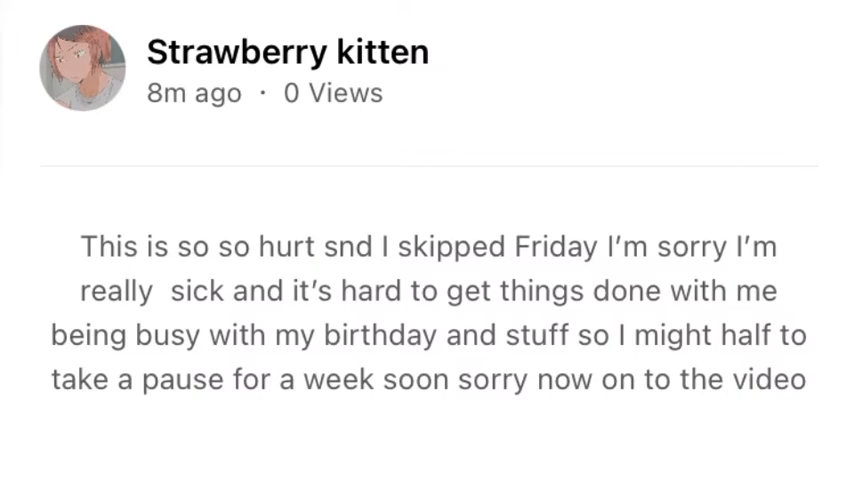 Strawberry kitten
8m ago · 0 Views
This is so so hurt snd I skipped Friday I’m sorry I’m
really  sick and it’s hard to get things done with me
being busy with my birthday and stuff so I might half to
take a pause for a week soon sorry now on to the video